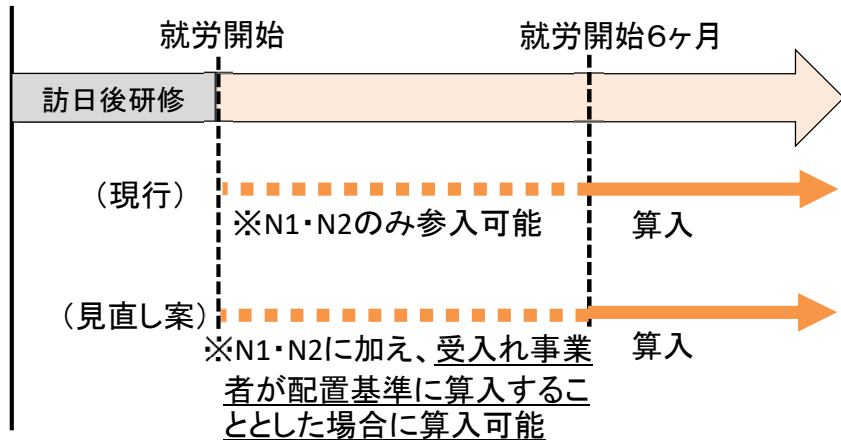 就労開始
就労開始6ヶ月
訪日後研修
（現行）
※N1・N2のみ参入可能
算入
（見直し案）
※N1・N2に加え、受入れ事業
者が配置基準に算入するこ
ととした場合に算入可能
算入